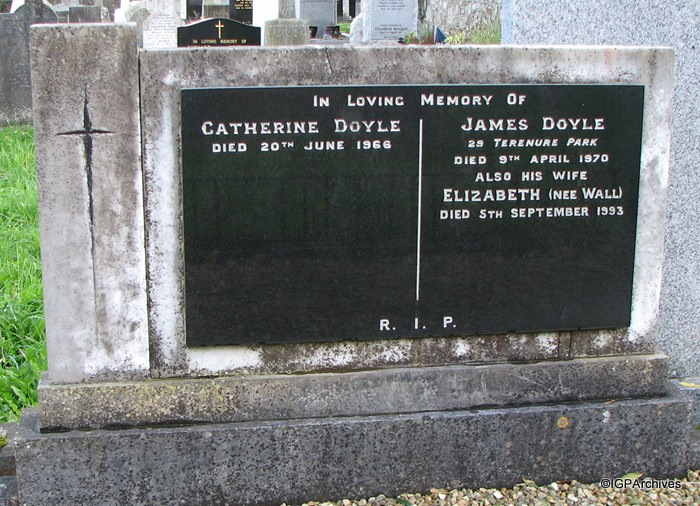 IN LOVING MEMORY OF
IN LOVING MEMORY OF
CATHERINE DOYLE
DIED 20TH JUNE 1966
JAMES DOYLE
29 TERENURE PARK
DIED 9TH APRIL 1970
ALSO HIS WIFE
ELIZABETH (NEE WALL)
DIED 5TH SEPTEMBER 1993
R. I. P.
©IGPArchives